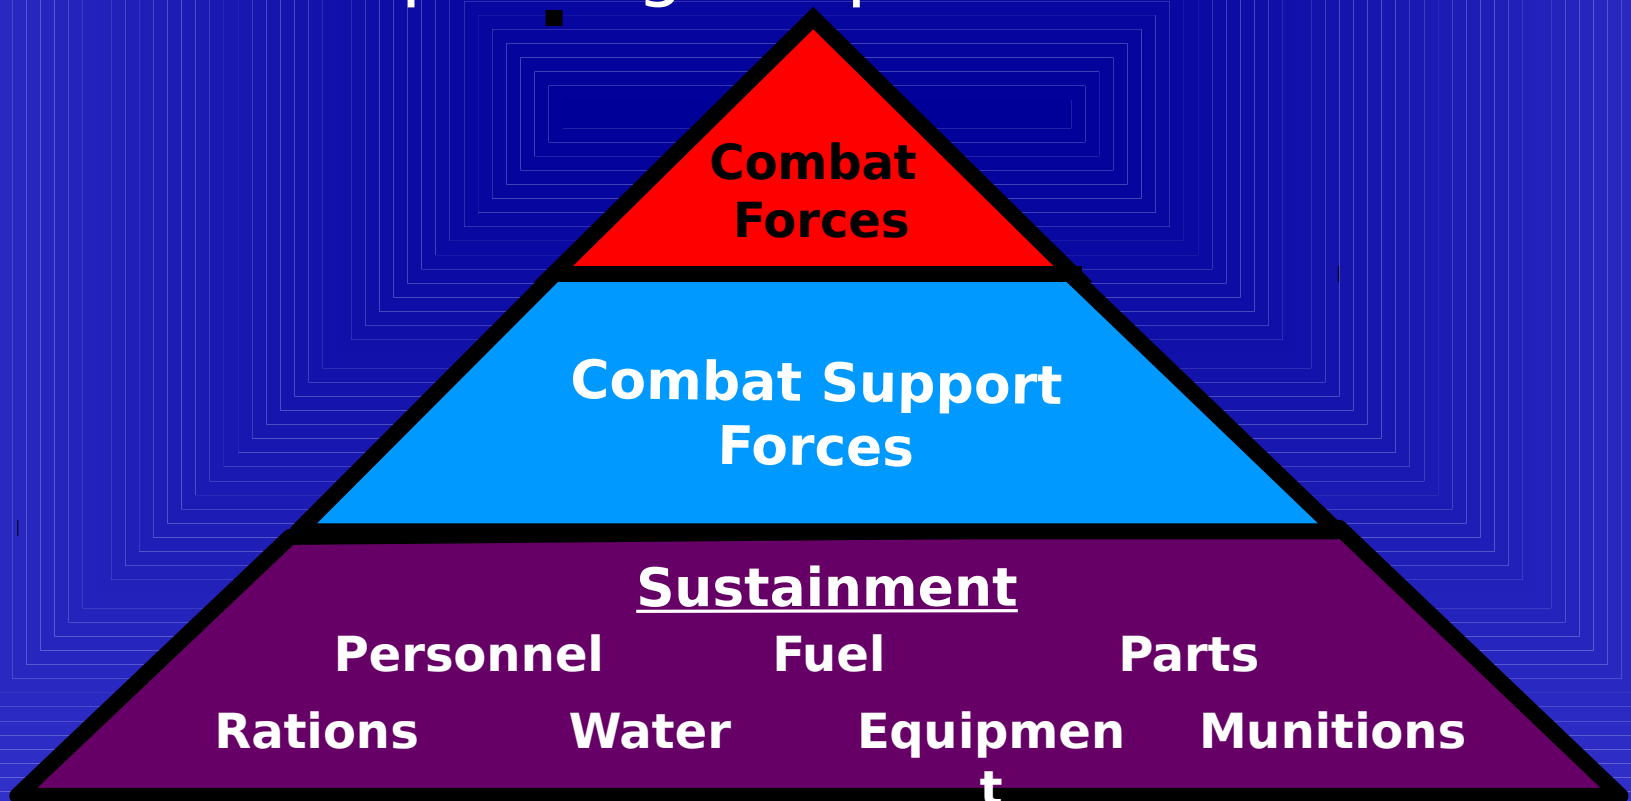 Combat
Forces
Combat Support
Forces
Sustainment
Personnel Fuel Parts
Rations Water Equipmen Munitions
t